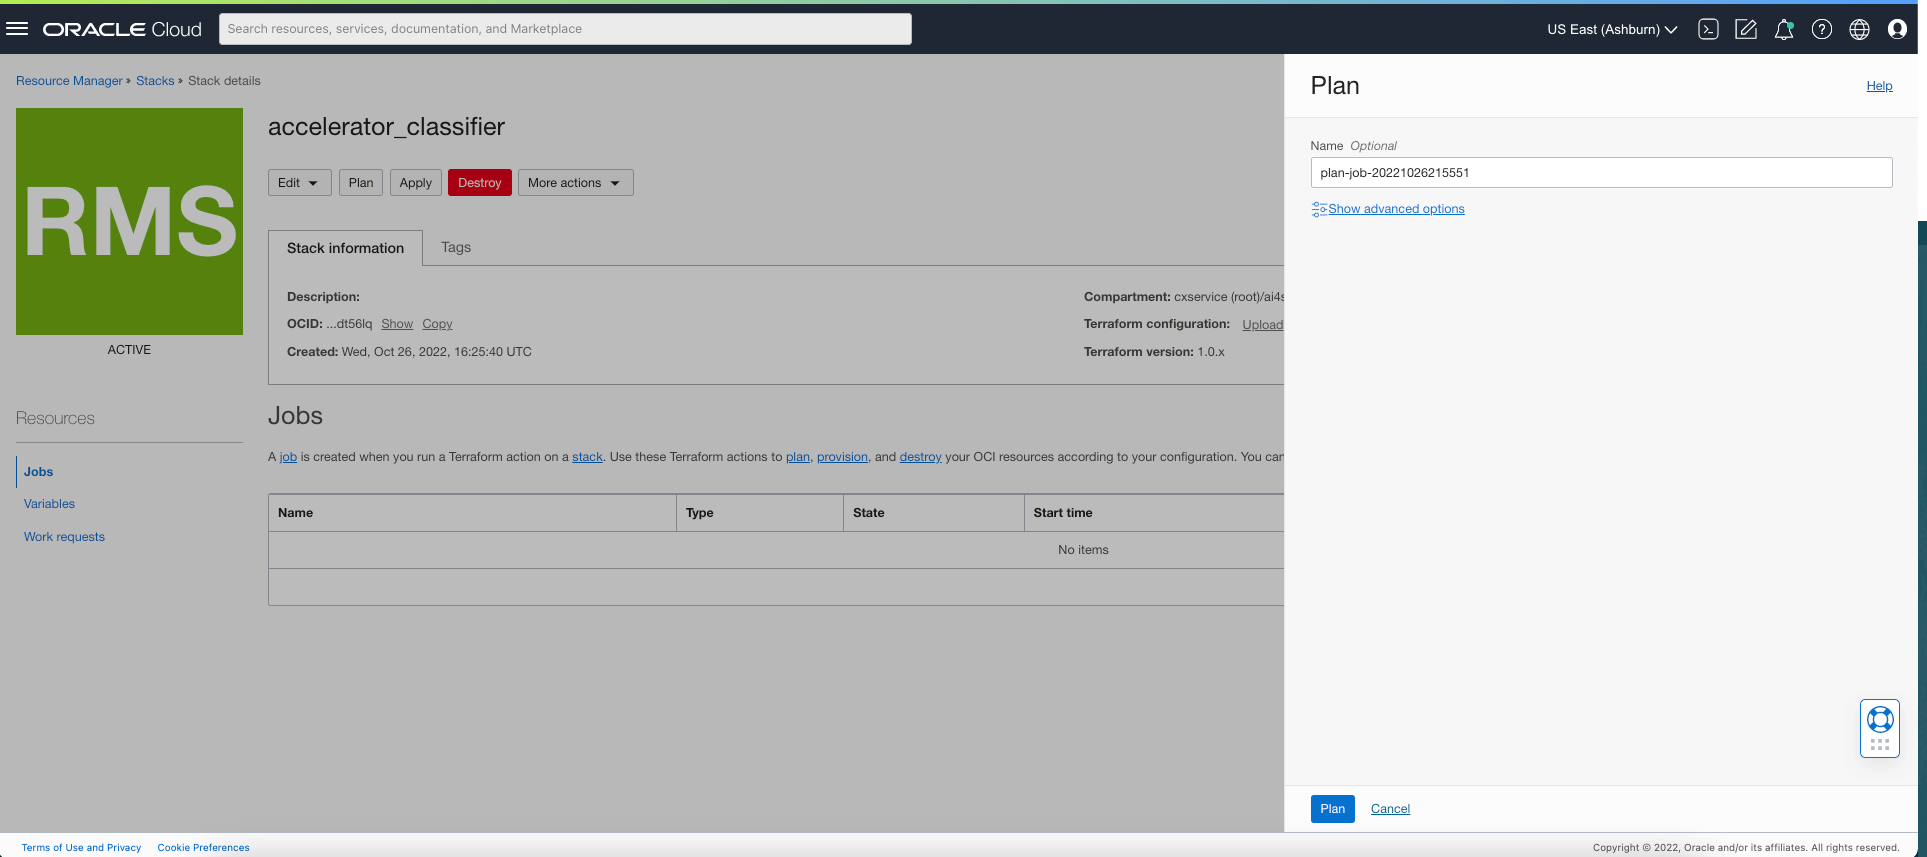 ORACLE Cloud
Search resources, services, documentation, and Marketplace
US East (Ashburn)
Resource Manager » Stacks » Stack details
RMS
ACTIVE
Resources
Jobs
Variables
Work requests
accelerator_classifier
Edit Plan Apply Destroy More actions
Stack information Tags
Description:
OCID: ...dt56lq Show Copy
Created: Wed, Oct 26, 2022, 16:25:40 UTC
Compartment: cxservice (root)/ai4s
Terraform configuration: Upload
Terraform version: 1.0.x
Jobs
A job is created when you run a Terraform action on a stack. Use these Terraform actions to plan, provision, and destroy your OCI resources according to your configuration. You can
Name Type State Start time
No items
Plan
Help
Name Optional
plan-job-20221026215551
Show advanced options
Plan Cancel
Terms of Use and Privacy Cookie Preferences
Copyright © 2022, Oracle and/or its affiliates. All rights reserved.